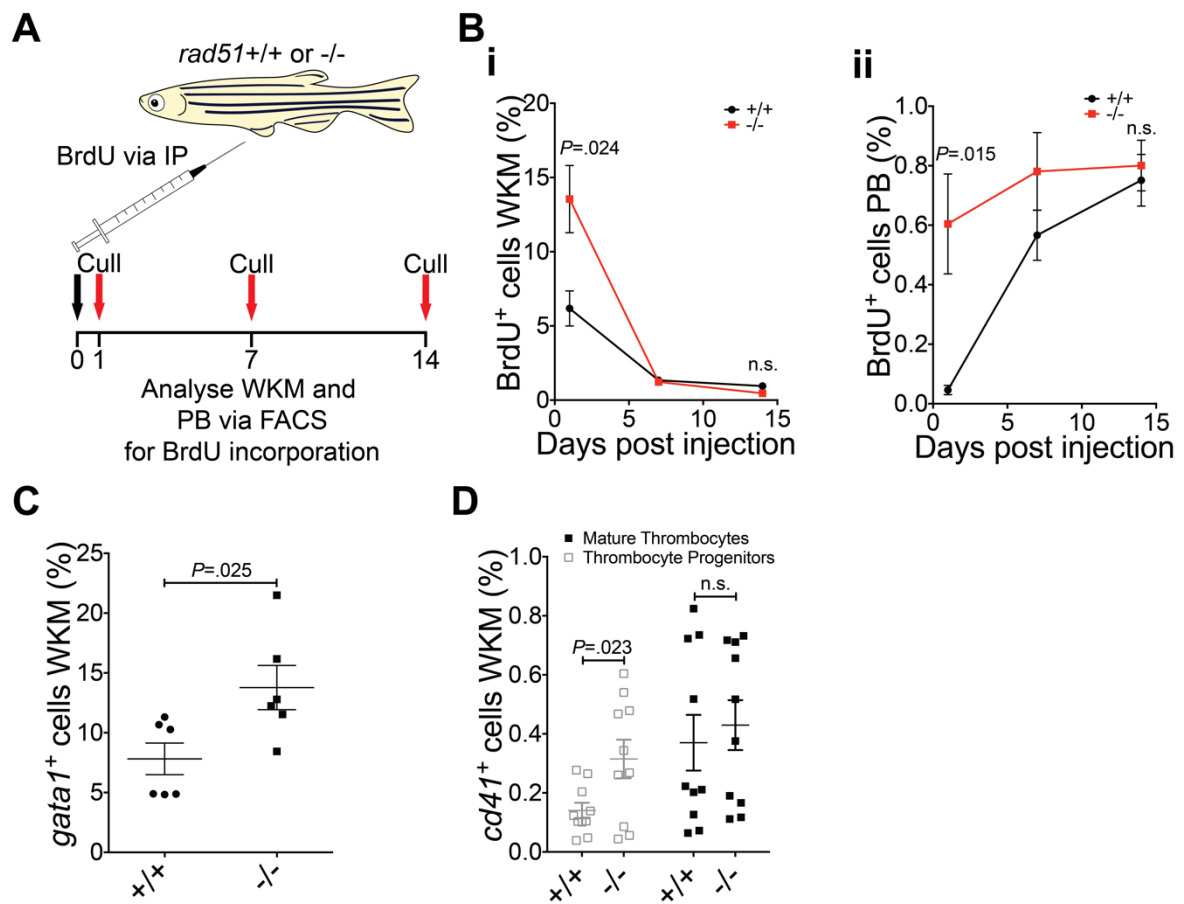 A
rad51+/+ or -/-
BrdU via IP
Cull
Cull
Cull
0 1 7 14
Analyse WKM and
PB via FACS
for BrdU incorporation
B
i
BrdU+ cells WKM (%)
20
15
10
5
0
0 5 10 15
Days post injection
+/+
-/-
P=.024
n.s.
ii
BrdU+ cells PB (%)
1.0
0.8
0.6
0.4
0.2
0.0
0 5 10 15
Days post injection
+/+
-/-
n.s.
P=.015
C
gata1+ cells WKM (%)
25
20
15
10
5
0
P=.025
+/+ -/-
D
Mature Thrombocytes
Thrombocyte Progenitors
cd41+ cells WKM (%)
1.0
0.8
0.6
0.4
0.2
0.0
P=.023
n.s.
+/+ -/- +/+ -/-